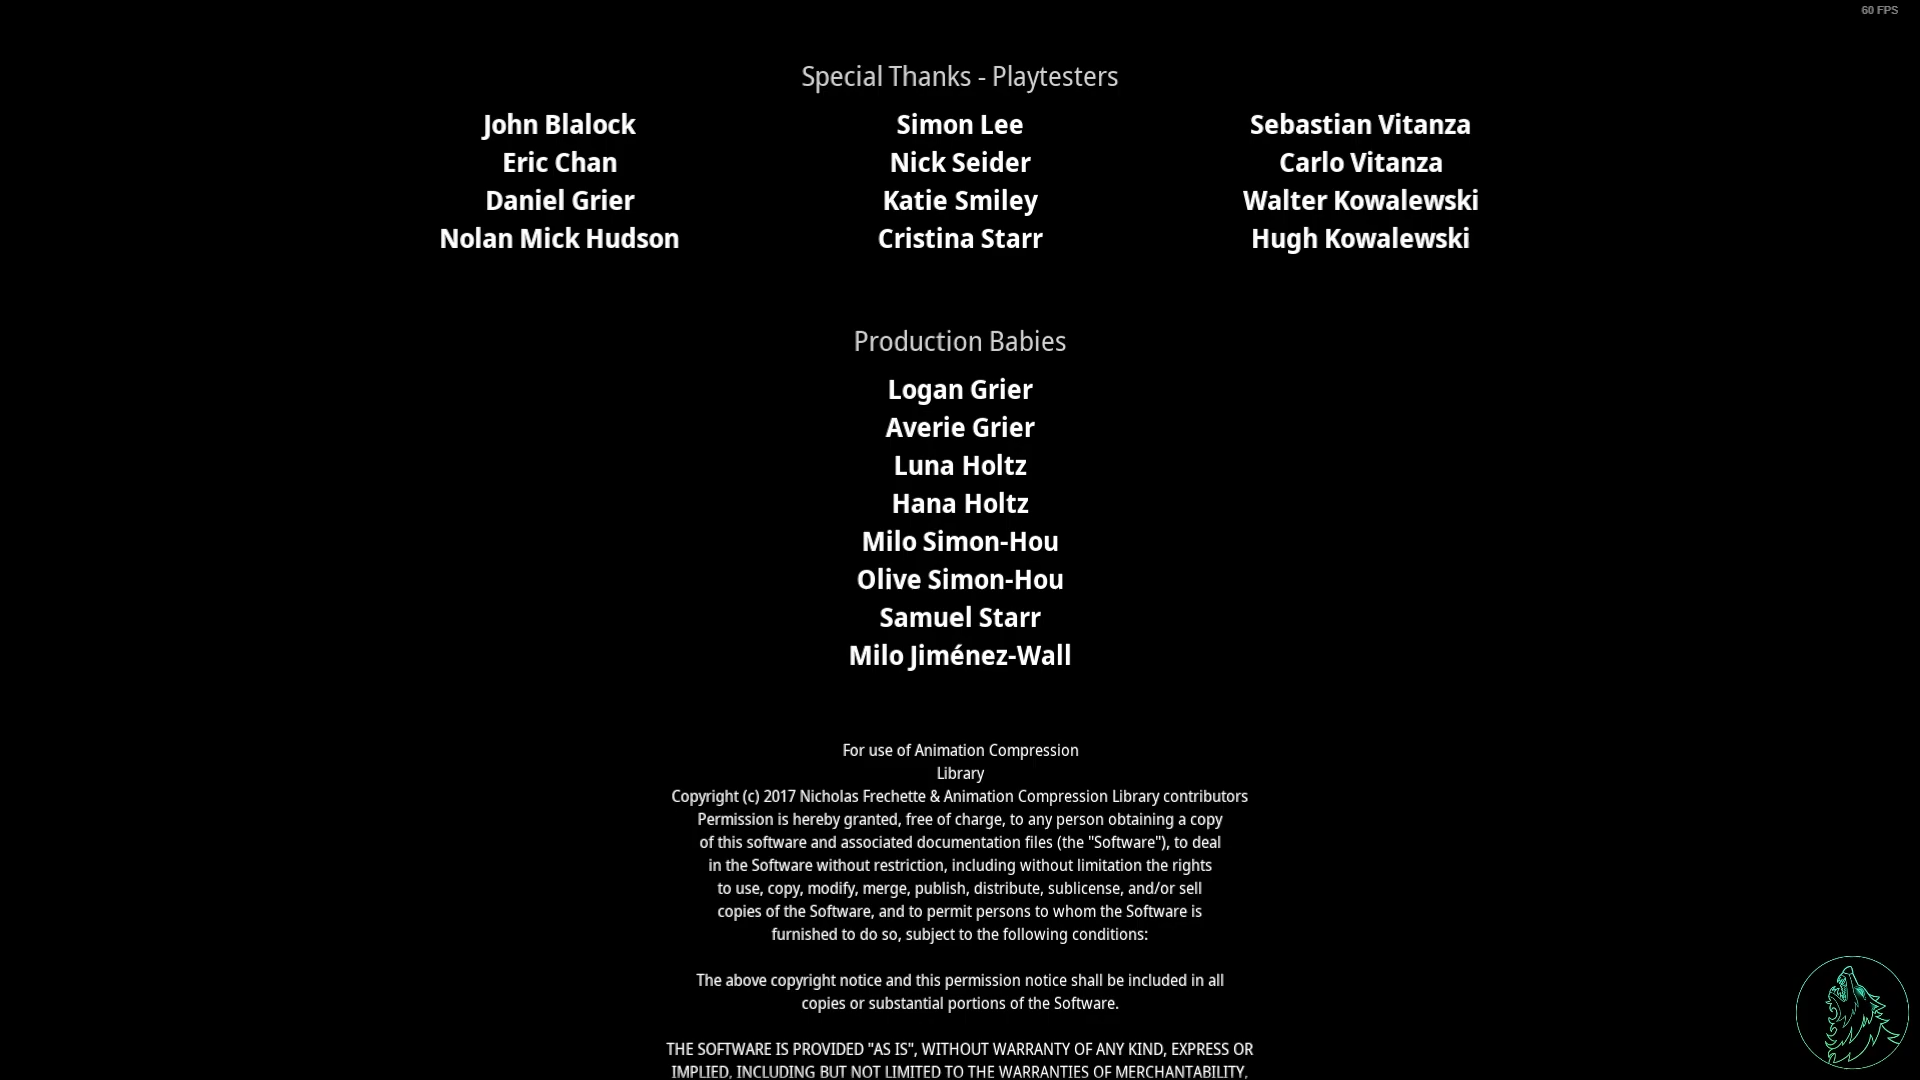 60 FPS
Special Thanks - Playtesters
John Blalock Simon Lee Sebastian Vitanza
Eric Chan Nick Seider Carlo Vitanza
Daniel Grier Katie Smiley Walter Kowalewski
Nolan Mick Hudson Cristina Starr Hugh Kowalewski
Production Babies
Logan Grier
Averie Grier
Luna Holtz
Hana Holtz
Milo Simon-Hou
Olive Simon-Hou
Samuel Starr
Milo Jiménez-Wall
For use of Animation Compression
Library
Copyright (c) 2017 Nicholas Frechette & Animation Compression Library contributors
Permission is hereby granted, free of charge, to any person obtaining a copy
of this software and associated documentation files (the "Software"), to deal
in the Software without restriction, including without limitation the rights
to use, copy, modify, merge, publish, distribute, sublicense, and/or sell
copies of the Software, and to permit persons to whom the Software is
furnished to do so, subject to the following conditions:
The above copyright notice and this permission notice shall be included in all
copies or substantial portions of the Software.
THE SOFTWARE IS PROVIDED "AS IS", WITHOUT WARRANTY OF ANY KIND, EXPRESS OR
IMPLIED, INCLUDING BUT NOT LIMITED TO THE WARRANTIES OF MERCHANTABILITY,